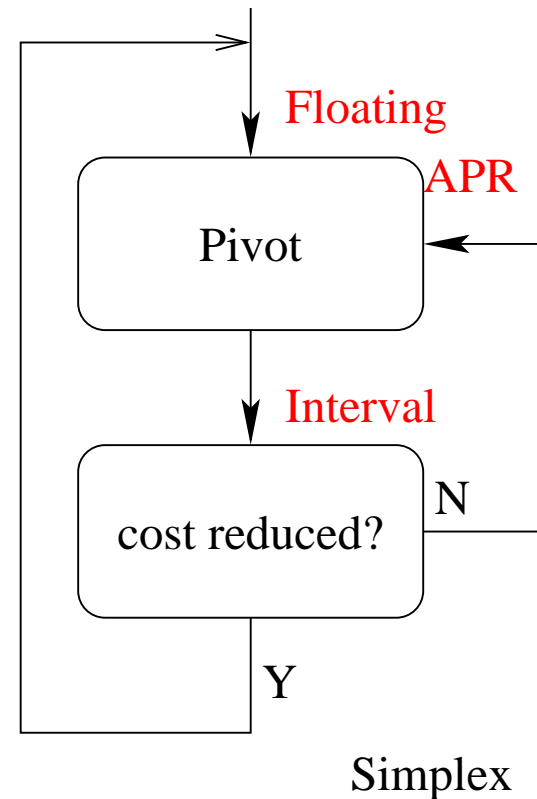 Floating
APR
Pivot
Interval
N
cost reduced?
Y
Simplex